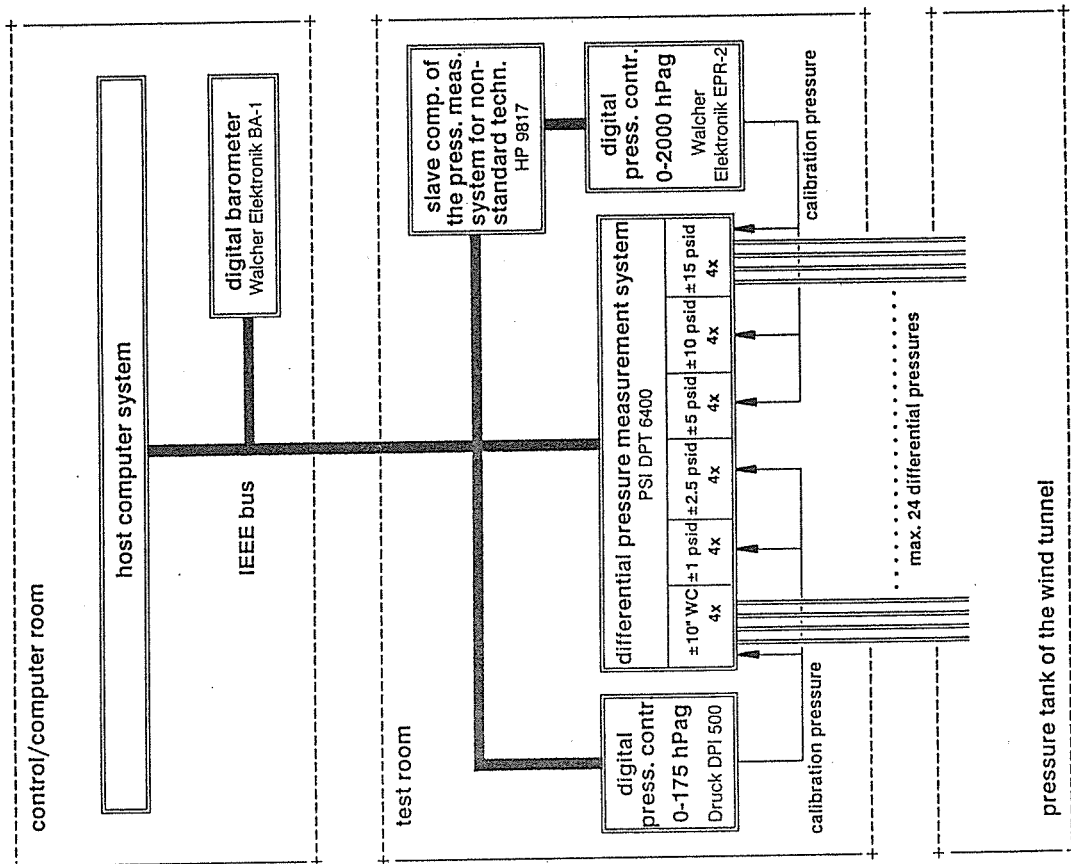 control/computer room
host computer system
digital barometer
Walcher Elektronik BA-1
IEEE bus
test room
slave comp. of
the press. meas.
system for non-
standard techn.
HP 9817
digital
press. contr
0-175 hPag
Druck DPI 500
differential pressure measurement system
PSI DPT 6400
±10" WC
4x
±1 psid
4x
±2.5 psid
4x
±5 psid
4x
±10 psid
4x
±15 psid
4x
digital
press. contr.
0-2000 hPag
Walcher
Elektronik EPR-2
calibration pressure
calibration pressure
max. 24 differential pressures
pressure tank of the wind tunnel